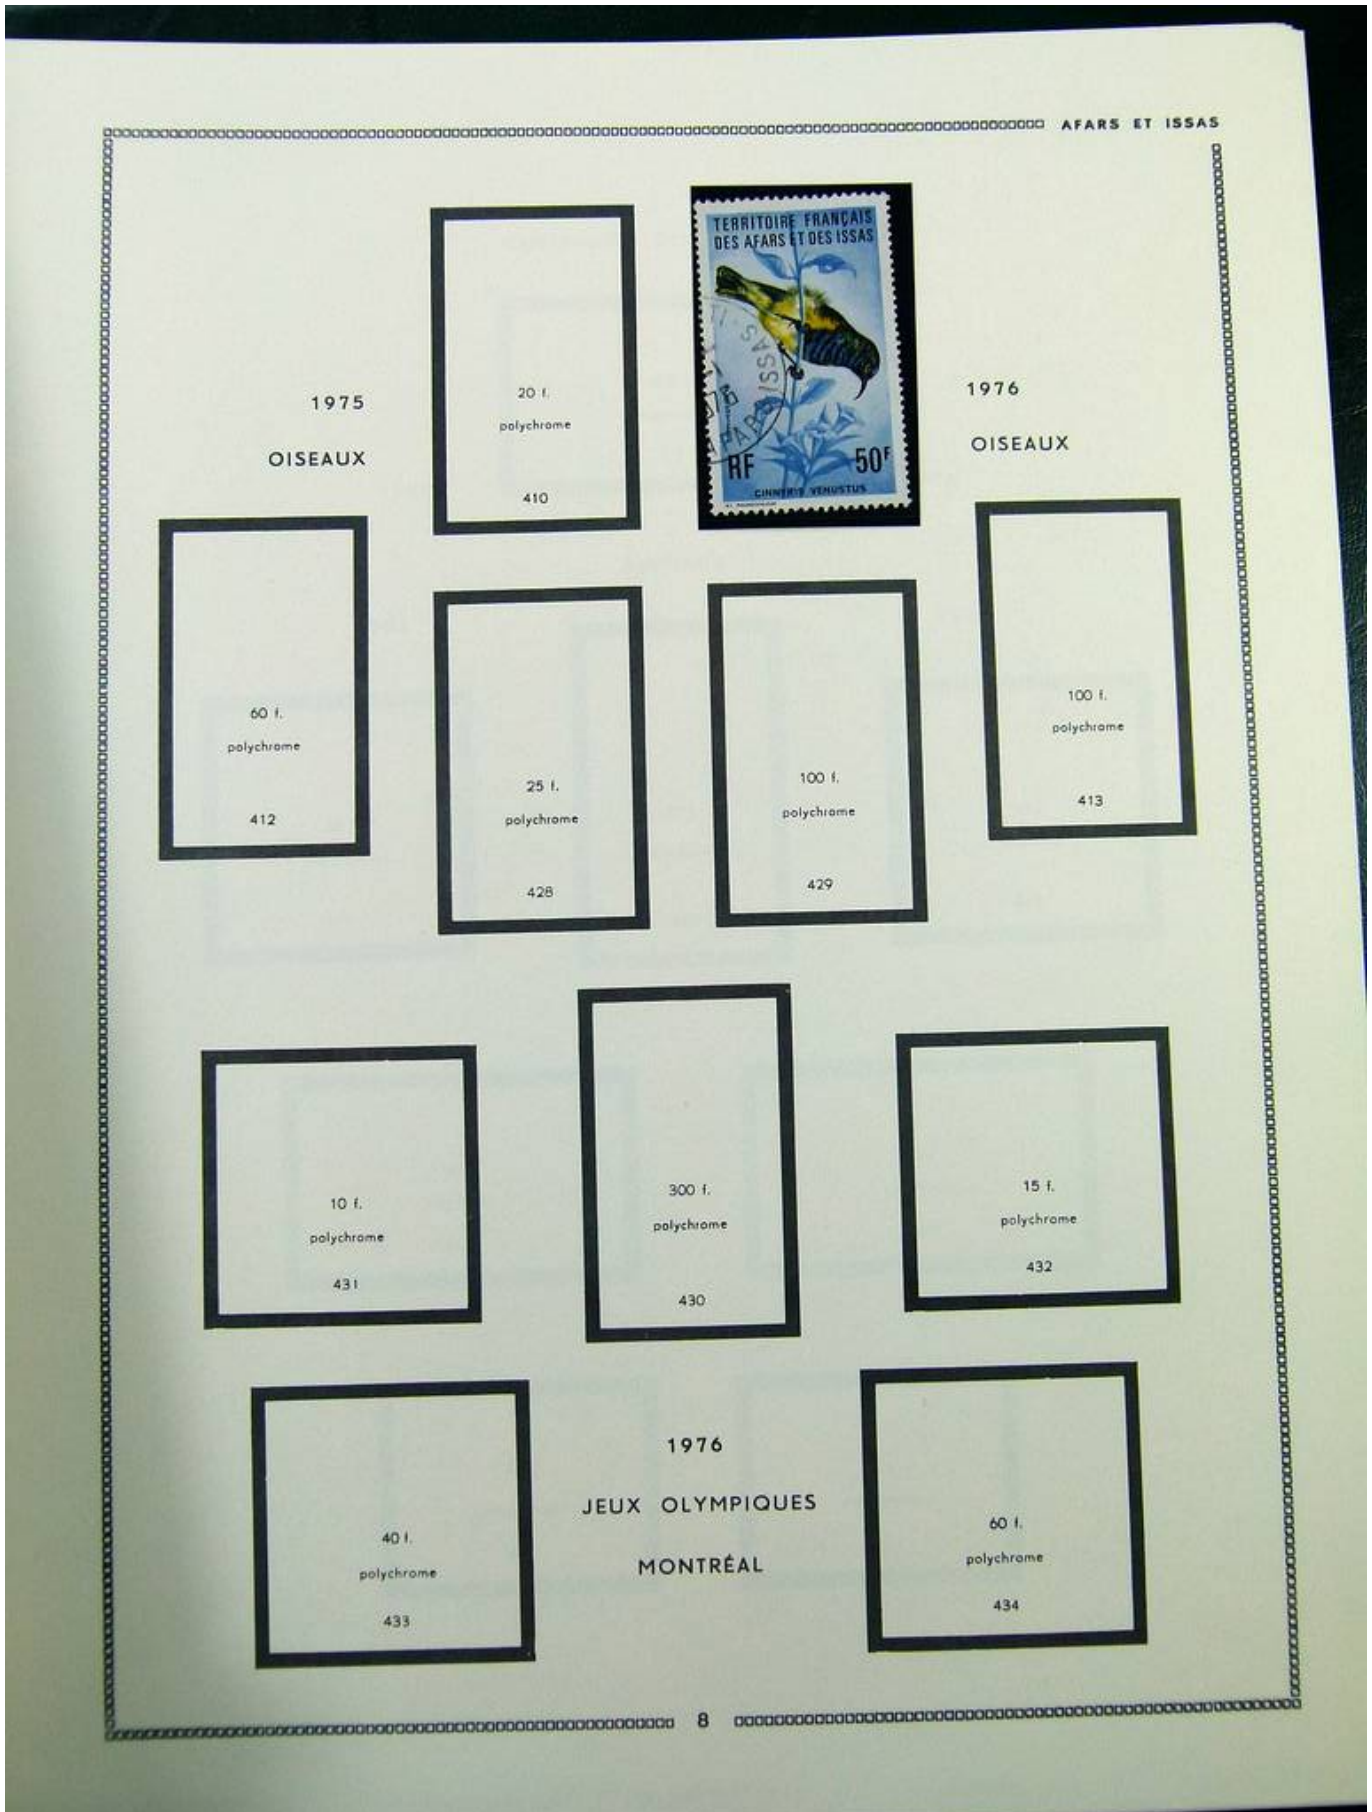 AFARS ET ISSAS
TERRITOIRE FRANÇAIS
DES AFARS ET DES ISSAS
ISSAS
RF
50F
CINNYRIS VENUSTUS
1975
OISEAUX
20 f.
polychrome
410
1976
OISEAUX
60 f.
polychrome
412
25 f.
polychrome
428
100 f.
polychrome
429
100 f.
polychrome
413
10 f.
polychrome
431
300 f.
polychrome
430
15 f.
polychrome
432
40 f.
polychrome
433
1976
JEUX OLYMPIQUES
MONTRÉAL
60 f.
polychrome
434
8